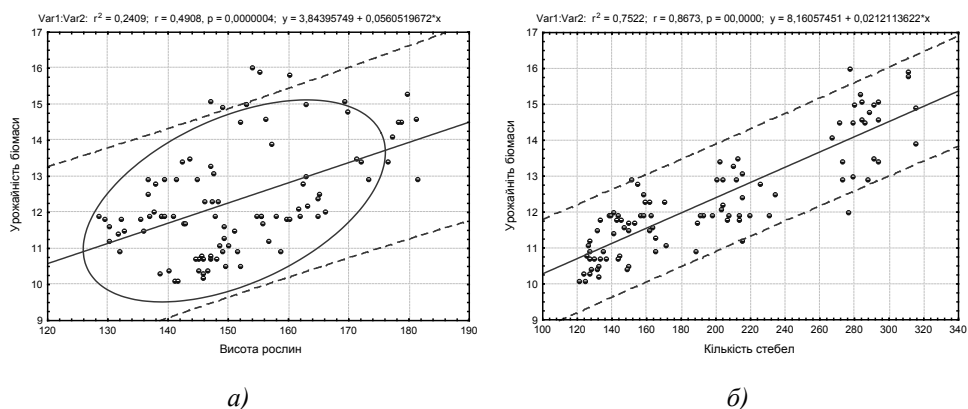 Var1:Var2: r² = 0,2409; r = 0,4908, p = 0,0000004; y = 3,84395749 + 0,0560519672*x
17
16
15
14
13
12
11
10
9
Урожайність біомаси
120 130 140 150 160 170 180 190
Висота рослин
а)
Var1:Var2: r² = 0,7522; r = 0,8673, p = 00,0000; y = 8,16057451 + 0,0212113622*x
17
16
15
14
13
12
11
10
9
Урожайніть біомаси
100 120 140 160 180 200 220 240 260 280 300 320 340
Кількість стебел
б)